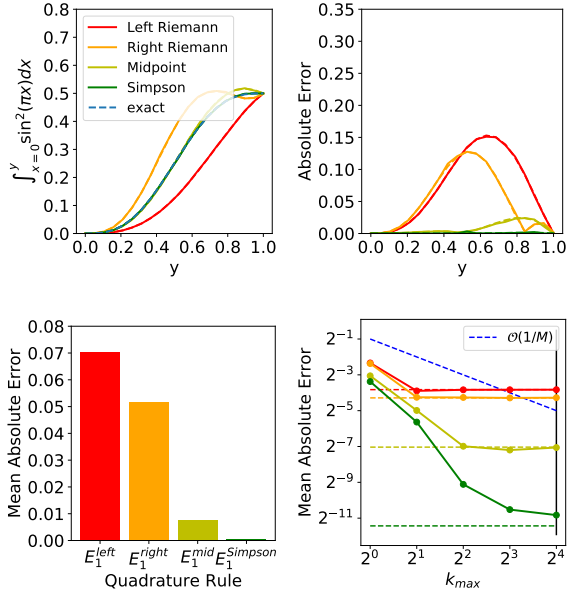 ∫_{x=0}^{y} sin²(πx)dx
0.8
0.7
0.6
0.5
0.4
0.3
0.2
0.1
0.0
0.0 0.2 0.4 0.6 0.8 1.0
y
Left Riemann
Right Riemann
Midpoint
Simpson
exact
Absolute Error
0.35
0.30
0.25
0.20
0.15
0.10
0.05
0.00
0.0 0.2 0.4 0.6 0.8 1.0
y
Mean Absolute Error
0.08
0.07
0.06
0.05
0.04
0.03
0.02
0.01
0.00
E_1^{left} E_1^{right} E_1^{mid} E_1^{Simpson}
Quadrature Rule
Mean Absolute Error
2^{-1}
2^{-3}
2^{-5}
2^{-7}
2^{-9}
2^{-11}
2^0 2^1 2^2 2^3 2^4
k_{max}
𝒪(1/M)